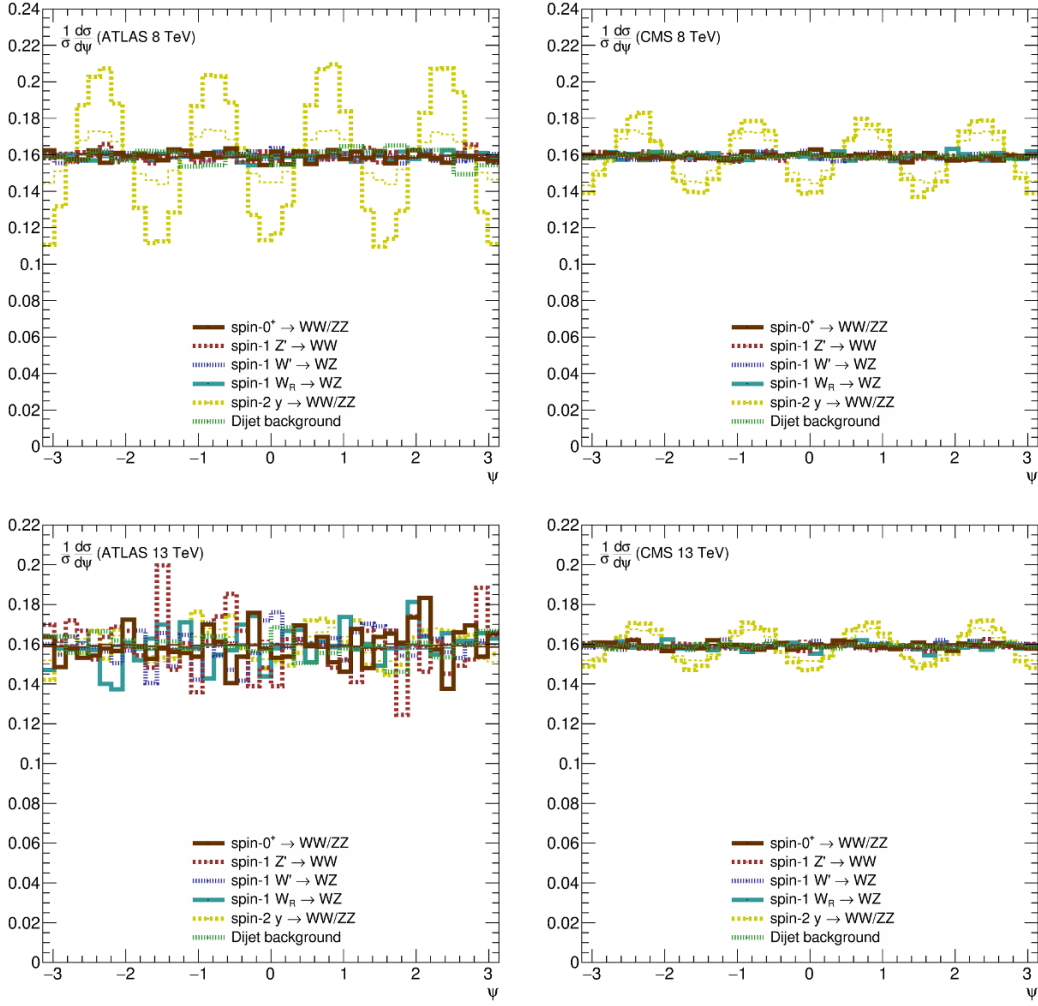 1/σ dσ/dψ (ATLAS 8 TeV)
0.24
0.22
0.2
0.18
0.16
0.14
0.12
0.1
0.08
0.06
0.04
0.02
0
spin-0⁺ → WW/ZZ
spin-1 Z' → WW
spin-1 W' → WZ
spin-1 W_R → WZ
spin-2 y → WW/ZZ
Dijet background
−3 −2 −1 0 1 2 3
ψ
1/σ dσ/dψ (CMS 8 TeV)
0.24
0.22
0.2
0.18
0.16
0.14
0.12
0.1
0.08
0.06
0.04
0.02
0
spin-0⁺ → WW/ZZ
spin-1 Z' → WW
spin-1 W' → WZ
spin-1 W_R → WZ
spin-2 y → WW/ZZ
Dijet background
−3 −2 −1 0 1 2 3
ψ
1/σ dσ/dψ (ATLAS 13 TeV)
0.22
0.2
0.18
0.16
0.14
0.12
0.1
0.08
0.06
0.04
0.02
0
spin-0⁺ → WW/ZZ
spin-1 Z' → WW
spin-1 W' → WZ
spin-1 W_R → WZ
spin-2 y → WW/ZZ
Dijet background
−3 −2 −1 0 1 2 3
ψ
1/σ dσ/dψ (CMS 13 TeV)
0.22
0.2
0.18
0.16
0.14
0.12
0.1
0.08
0.06
0.04
0.02
0
spin-0⁺ → WW/ZZ
spin-1 Z' → WW
spin-1 W' → WZ
spin-1 W_R → WZ
spin-2 y → WW/ZZ
Dijet background
−3 −2 −1 0 1 2 3
ψ